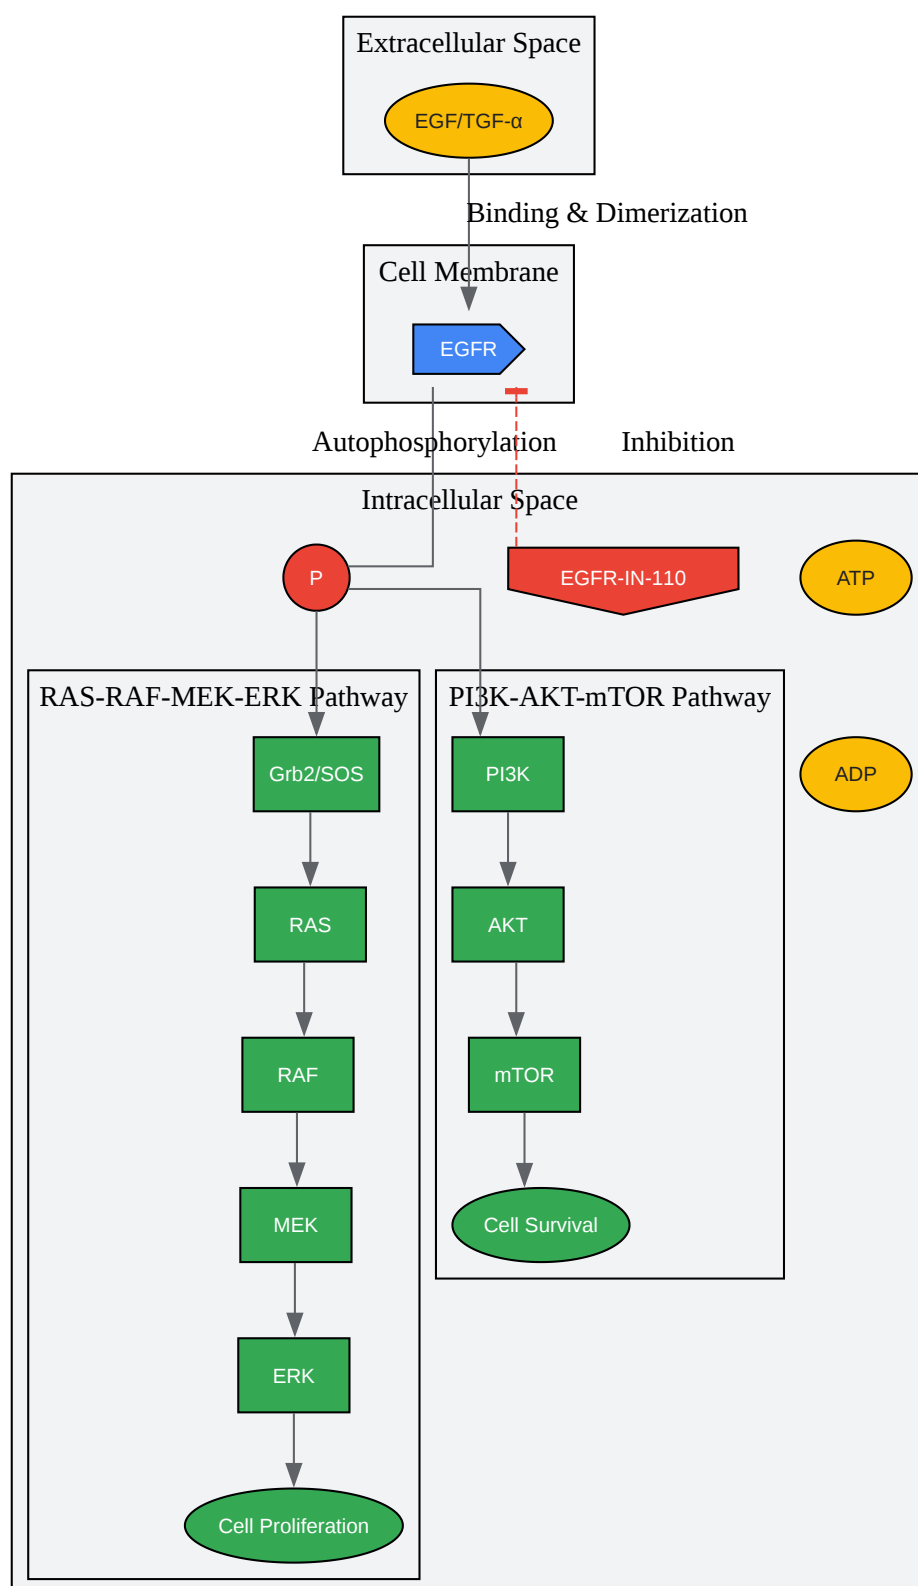 Extracellular Space
EGF/TGF-α
Binding & Dimerization
Cell Membrane
EGFR
Autophosphorylation
Inhibition
Intracellular Space
P
EGFR-IN-110
ATP
RAS-RAF-MEK-ERK Pathway
PI3K-AKT-mTOR Pathway
Grb2/SOS
PI3K
ADP
RAS
AKT
RAF
mTOR
MEK
Cell Survival
ERK
Cell Proliferation